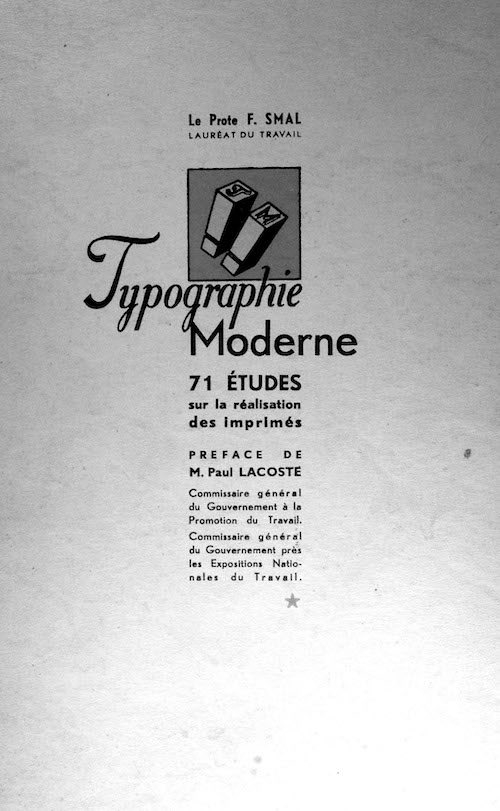 Le Prote F. SMAL
LAURÉAT DU TRAVAIL
S M
Typographie
Moderne
71 ÉTUDES
sur la réalisation
des imprimés
PREFACE DE
M. Paul LACOSTE
Commissaire général
du Gouvernement à la
Promotion du Travail.
Commissaire général
du Gouvernement près
les Expositions Natio-
nales du Travail.